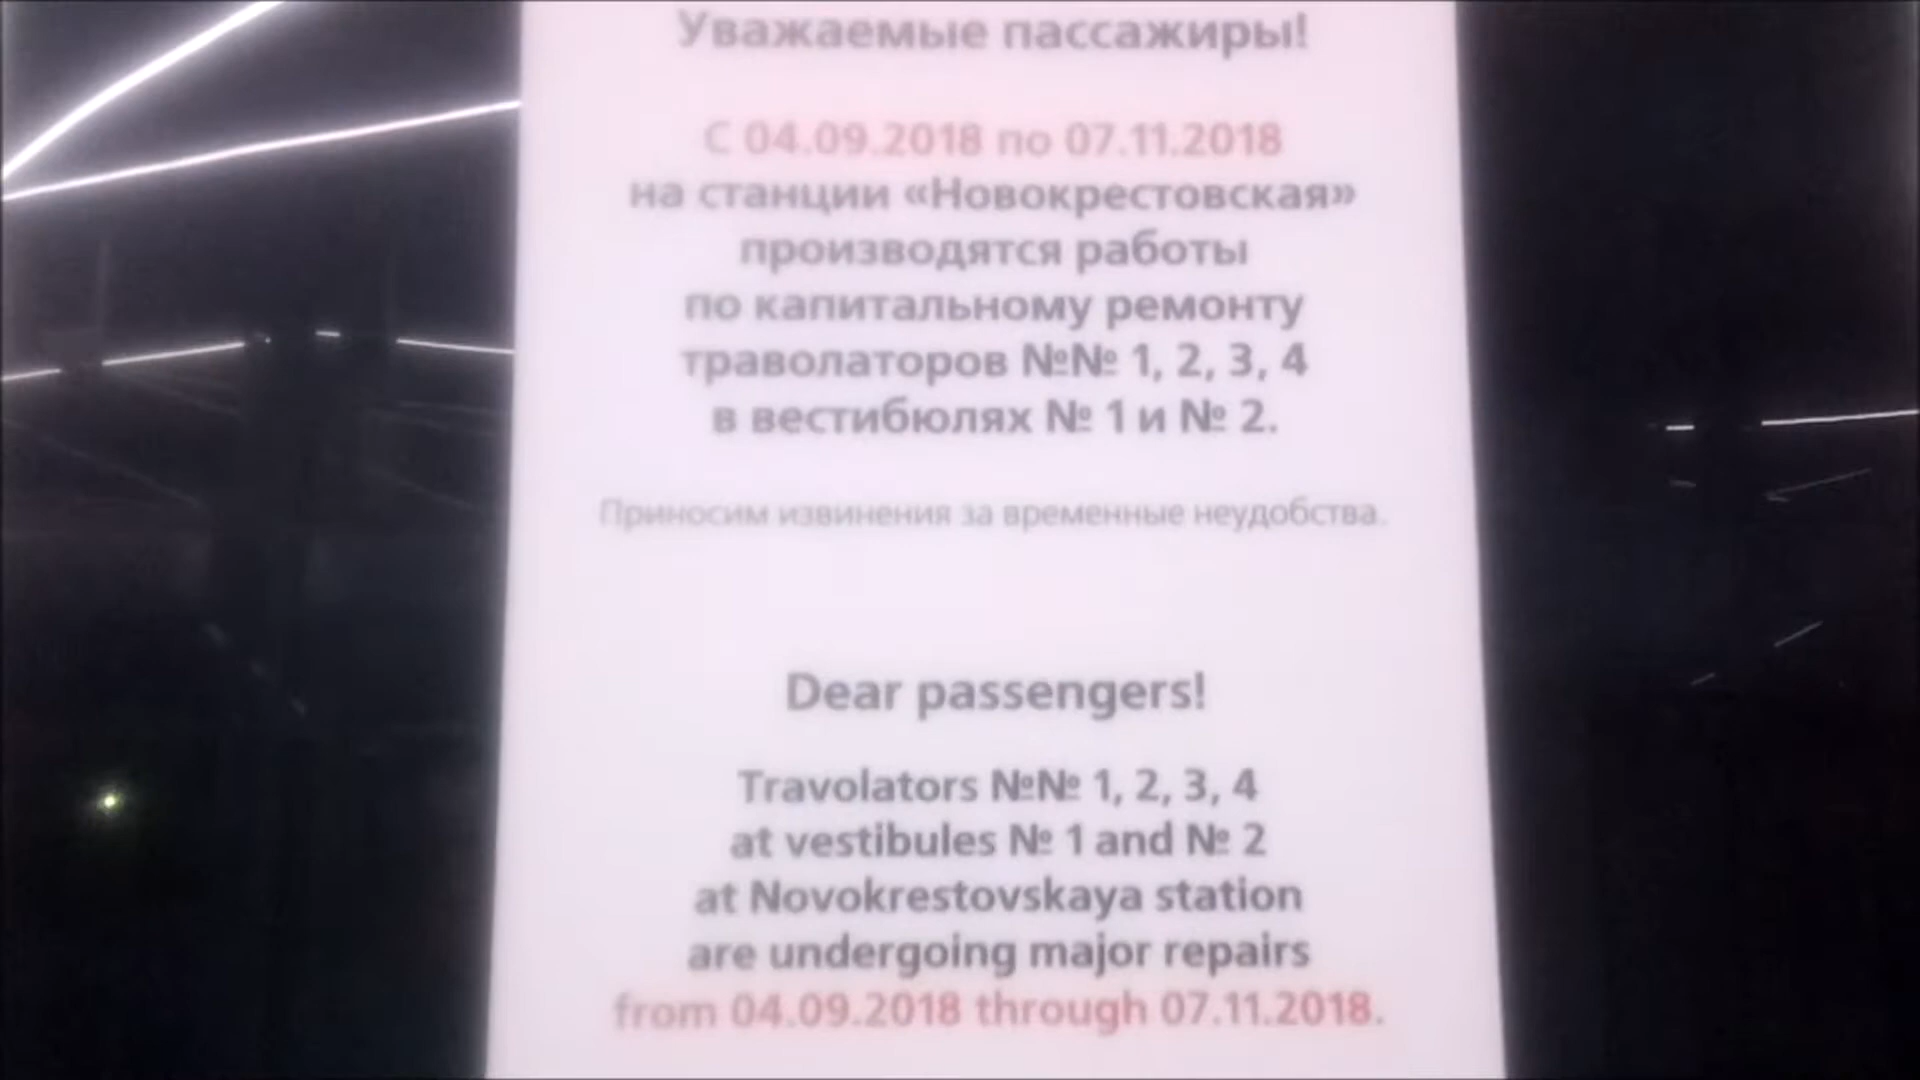 Уважаемые пассажиры!
С 04.09.2018 по 07.11.2018
на станции «Новокрестовская»
производятся работы
по капитальному ремонту
траволаторов №№ 1, 2, 3, 4
в вестибюлях № 1 и № 2.
Приносим извинения за временные неудобства.
Dear passengers!
Travolators №№ 1, 2, 3, 4
at vestibules № 1 and № 2
at Novokrestovskaya station
are undergoing major repairs
from 04.09.2018 through 07.11.2018.